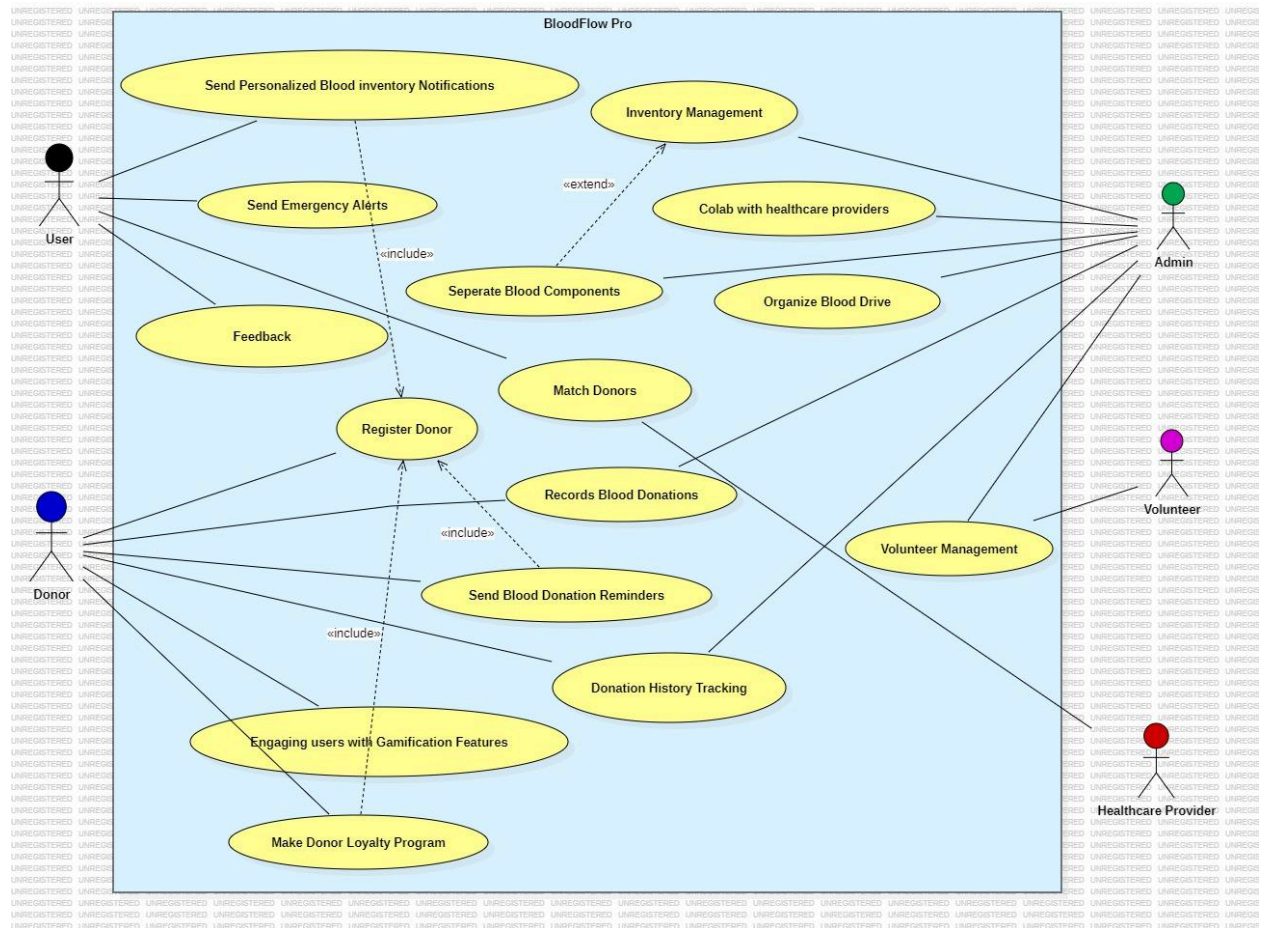 BloodFlow Pro
Send Personalized Blood inventory Notifications
Inventory Management
«extend»
Send Emergency Alerts
Colab with healthcare providers
User
Admin
«include»
Seperate Blood Components
Organize Blood Drive
Feedback
Match Donors
Register Donor
Records Blood Donations
Volunteer
«include»
Volunteer Management
Donor
Send Blood Donation Reminders
«include»
Donation History Tracking
Engaging users with Gamification Features
Healthcare Provider
Make Donor Loyalty Program
UNREGISTERED